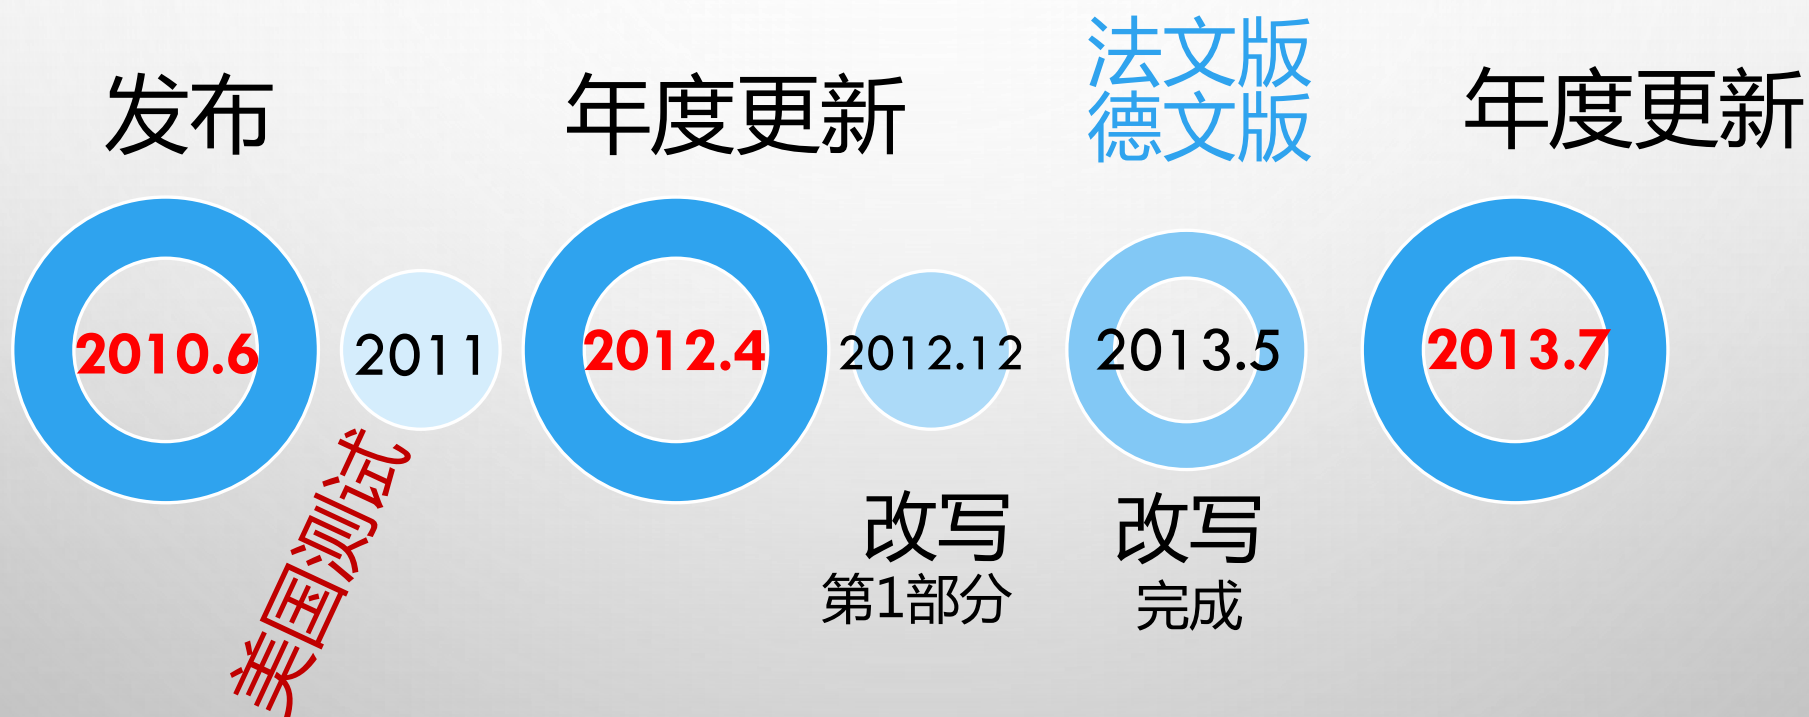 发布
年度更新
法文版
德文版
年度更新
2010.6
2011
2012.4
2012.12
2013.5
2013.7
美国测试
改写
第1部分
改写
完成